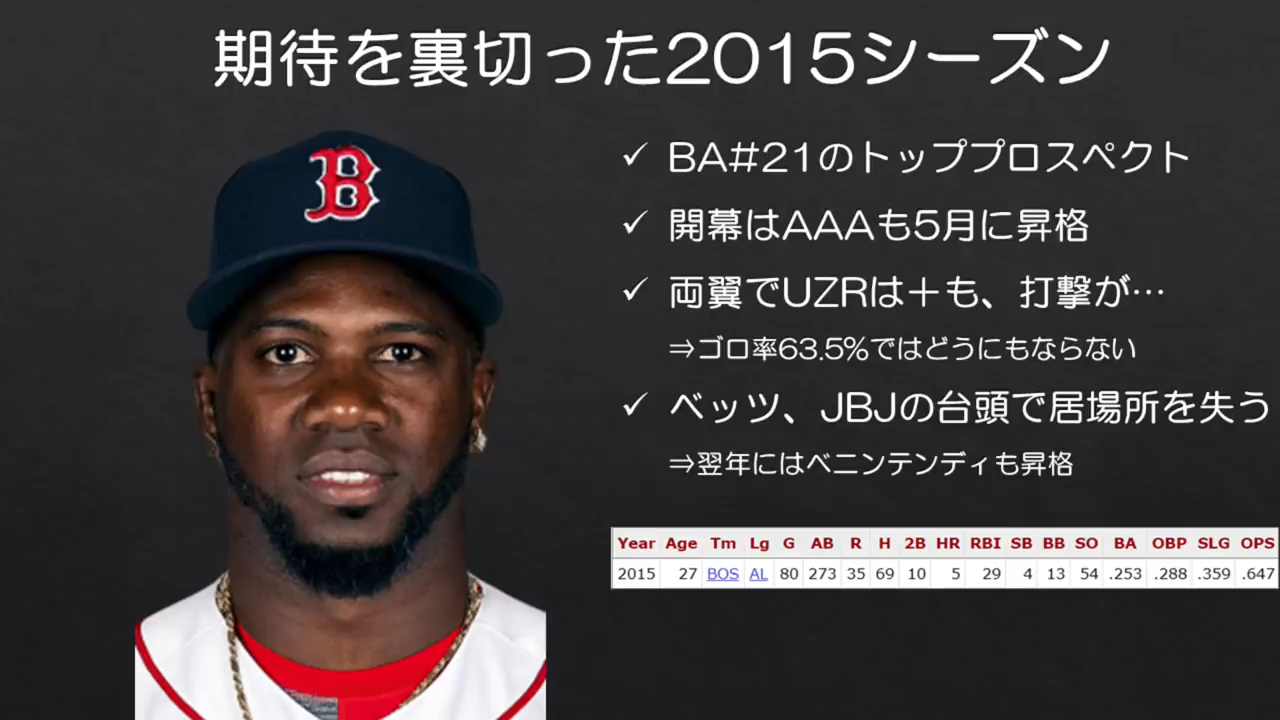 期待を裏切った2015シーズン
B
✓ BA#21のトッププロスペクト
✓ 開幕はAAAも5月に昇格
✓ 両翼でUZRは＋も、打撃が…
⇒ゴロ率63.5%ではどうにもならない
✓ ベッツ、JBJの台頭で居場所を失う
⇒翌年にはベニンテンディも昇格
Year Age Tm Lg G AB R H 2B HR RBI SB BB SO BA OBP SLG OPS
2015 27 BOS AL 80 273 35 69 10 5 29 4 13 54 .253 .288 .359 .647